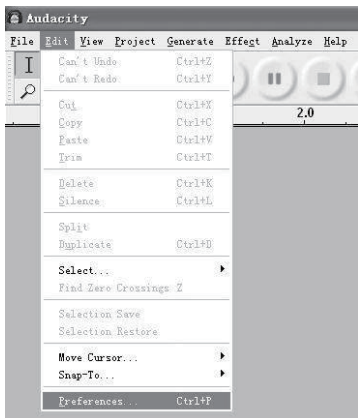 Audacity
File Edit View Project Generate Effect Analyze Help
Can't Undo Ctrl+Z
Can't Redo Ctrl+Y
2.0
Cut Ctrl+X
Copy Ctrl+C
Paste Ctrl+V
Trim Ctrl+T
Delete Ctrl+K
Silence Ctrl+L
Split
Duplicate Ctrl+D
Select...
Find Zero Crossings Z
Selection Save
Selection Restore
Move Cursor...
Snap-To...
Preferences... Ctrl+P